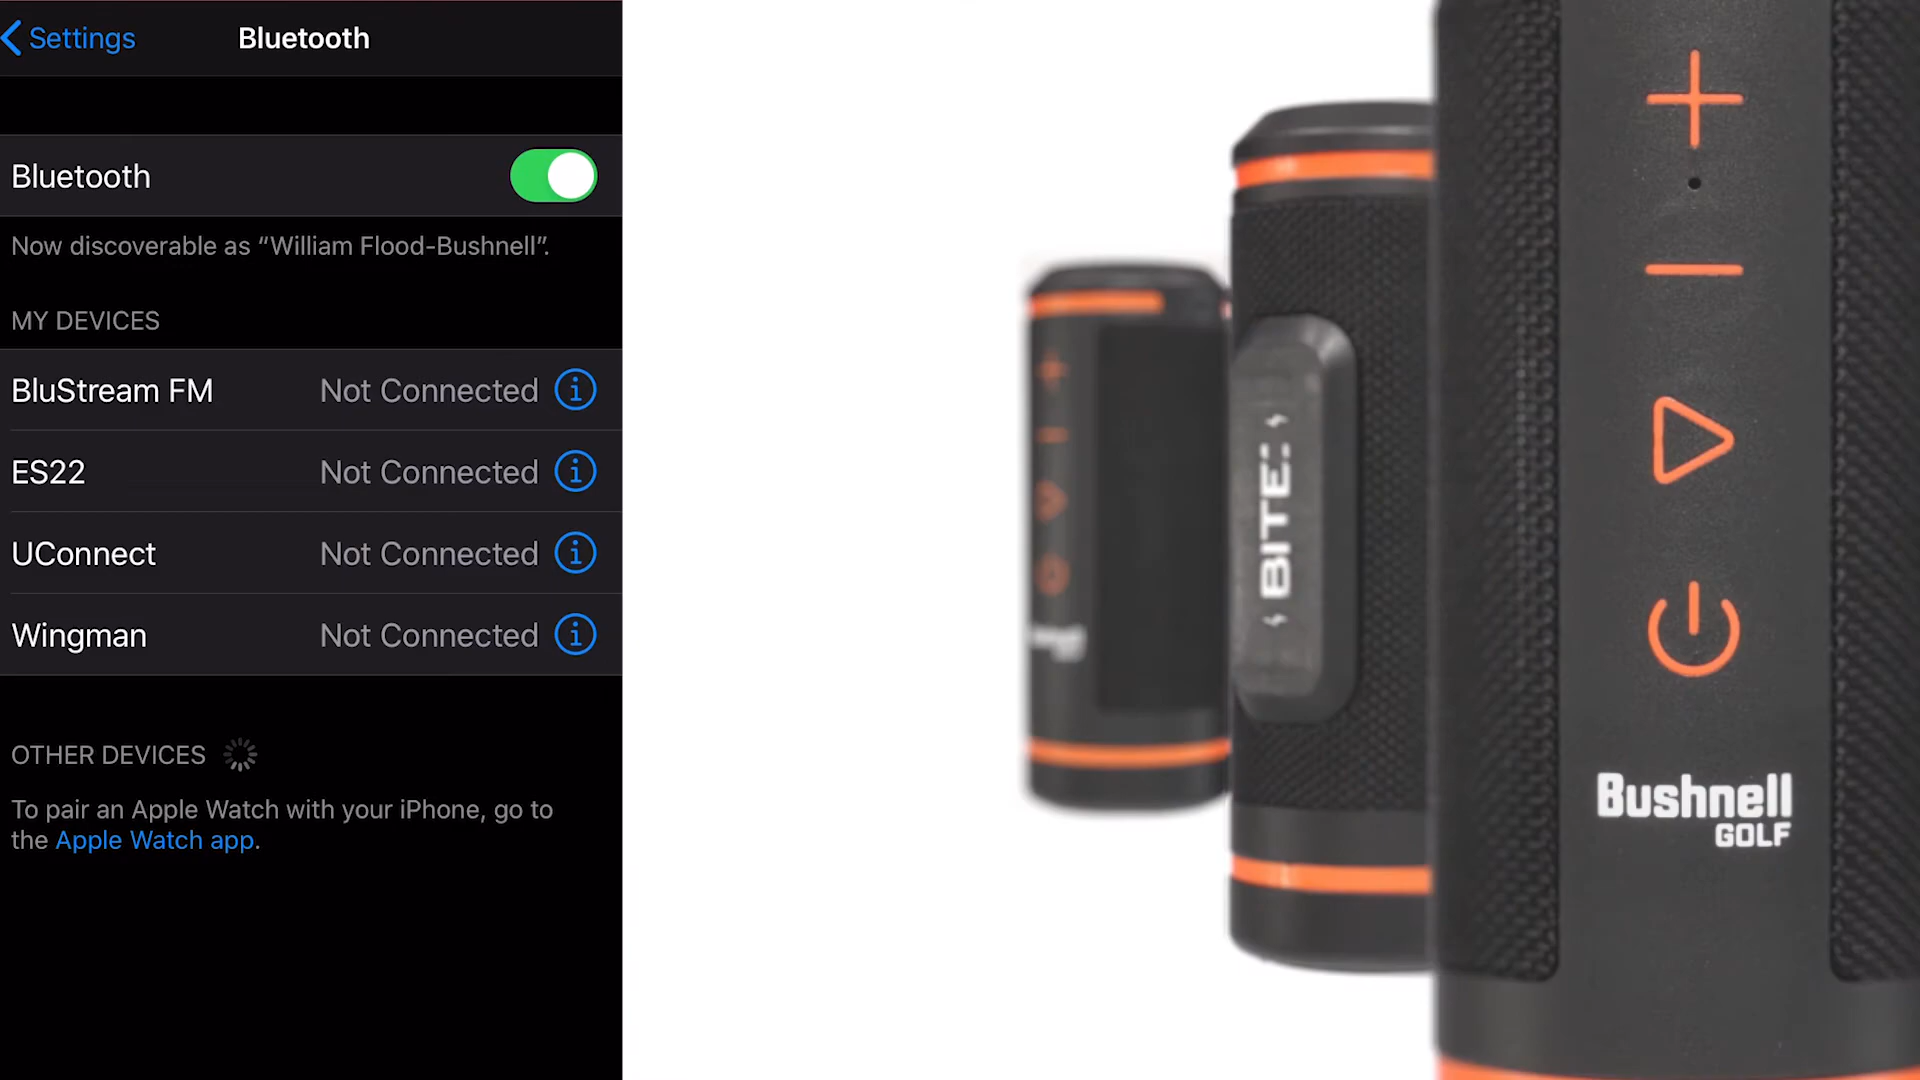 Settings
Bluetooth
Bluetooth
Now discoverable as “William Flood-Bushnell”.
MY DEVICES
BluStream FM Not Connected
ES22 Not Connected
UConnect Not Connected
Wingman Not Connected
OTHER DEVICES
To pair an Apple Watch with your iPhone, go to
the Apple Watch app.
BITE
Bushnell
GOLF